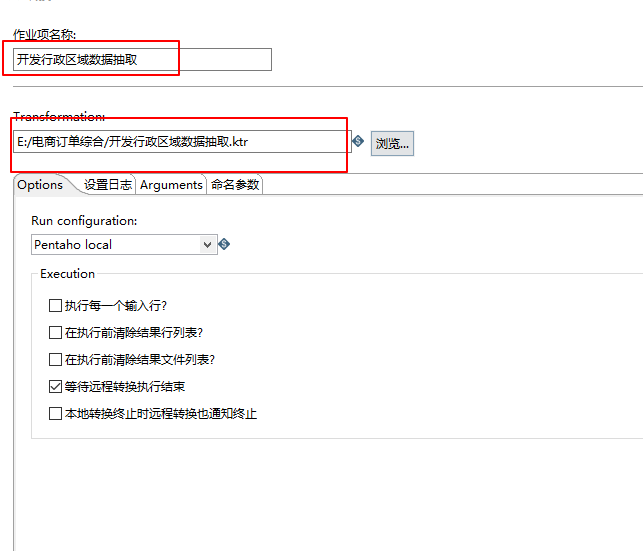 作业项名称:
开发行政区域数据抽取
Transformation:
E:/电商订单综合/开发行政区域数据抽取.ktr
浏览...
Options 设置日志 Arguments 命名参数
Run configuration:
Pentaho local
Execution
执行每一个输入行?
在执行前清除结果行列表?
在执行前清除结果文件列表?
等待远程转换执行结束
本地转换终止时远程转换也通知终止